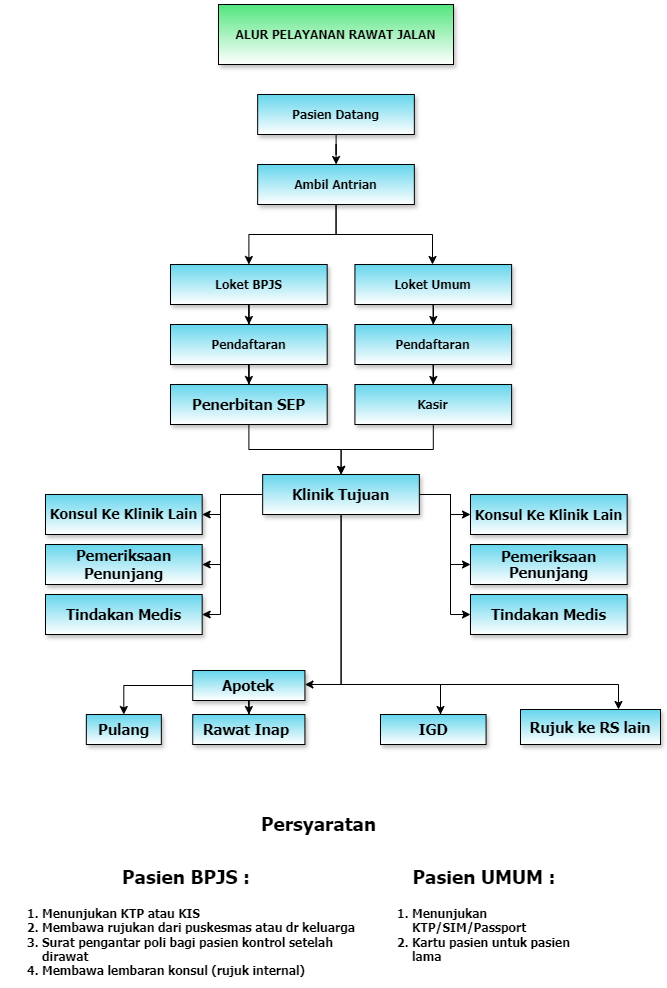 ALUR PELAYANAN RAWAT JALAN
Pasien Datang
Ambil Antrian
Loket BPJS
Loket Umum
Pendaftaran
Pendaftaran
Penerbitan SEP
Kasir
Klinik Tujuan
Konsul Ke Klinik Lain
Konsul Ke Klinik Lain
Pemeriksaan
Penunjang
Pemeriksaan
Penunjang
Tindakan Medis
Tindakan Medis
Apotek
Pulang
Rawat Inap
IGD
Rujuk ke RS lain
Persyaratan
Pasien BPJS :
1. Menunjukan KTP atau KIS
2. Membawa rujukan dari puskesmas atau dr keluarga
3. Surat pengantar poli bagi pasien kontrol setelah
dirawat
4. Membawa lembaran konsul (rujuk internal)
Pasien UMUM :
1. Menunjukan
KTP/SIM/Passport
2. Kartu pasien untuk pasien
lama